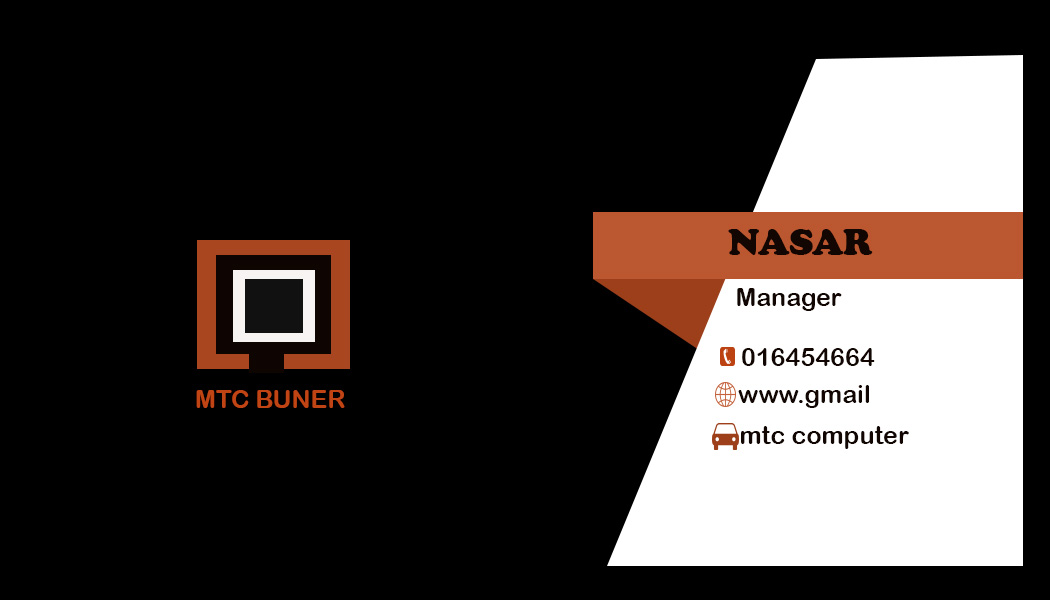 MTC BUNER
NASAR
Manager
016454664
www.gmail
mtc computer